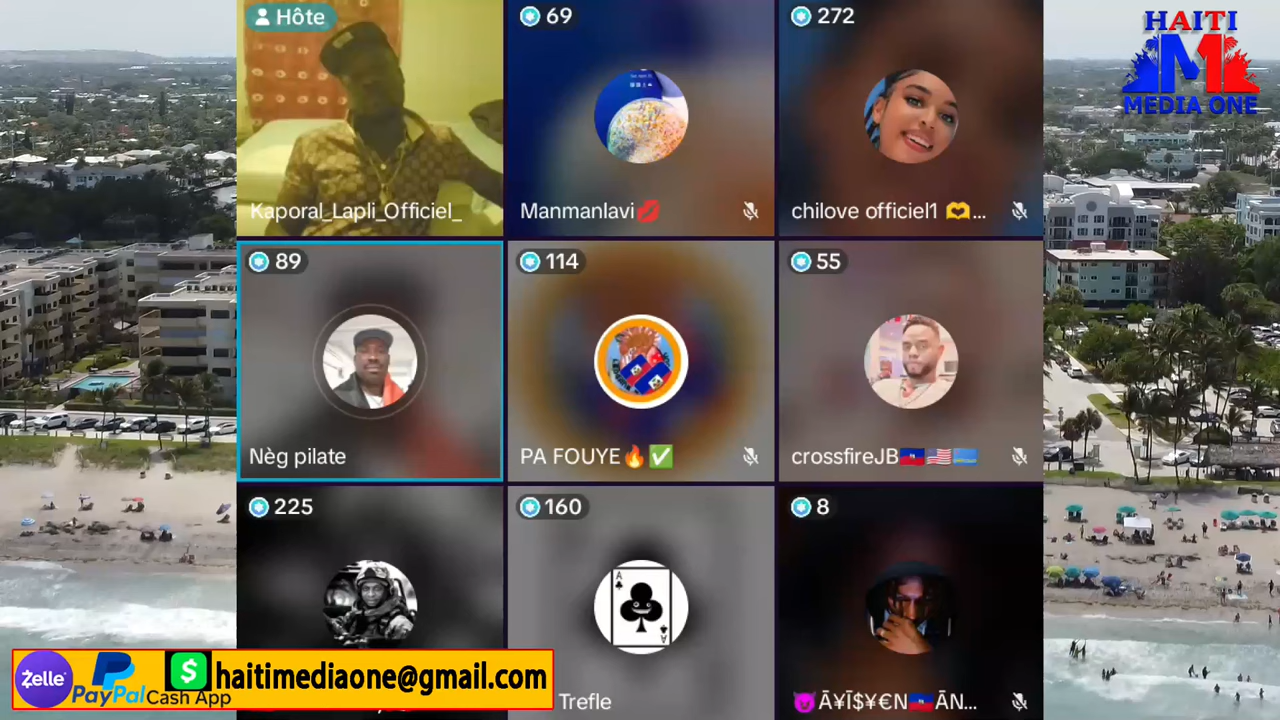 Hôte
69
272
HAITI
M
MEDIA ONE
Kaporal_Lapli_Officiel_
Manmanlavi💋
chilove officiel1 🫶...
89
114
55
Nèg pilate
PA FOUYE🔥✅
crossfireJB🇭🇹🇺🇸🇦🇼
225
160
8
A
A
Zelle
PayPal
$
Cash App
haitimediaone@gmail.com
Trefle
😈Ā¥Ī$¥€N🇭🇹ĀN...